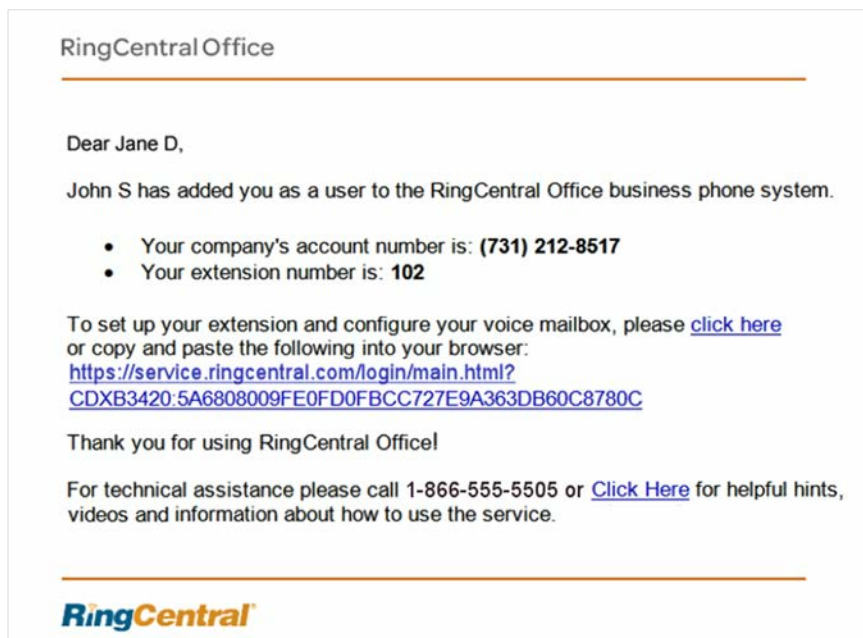 RingCentral Office
Dear Jane D,
John S has added you as a user to the RingCentral Office business phone system.
• Your company's account number is: (731) 212-8517
• Your extension number is: 102
To set up your extension and configure your voice mailbox, please click here
or copy and paste the following into your browser:
https://service.ringcentral.com/login/main.html?
CDXB3420:5A6808009FE0FD0FBCC727E9A363DB60C8780C
Thank you for using RingCentral Office!
For technical assistance please call 1-866-555-5505 or Click Here for helpful hints,
videos and information about how to use the service.
RingCentral